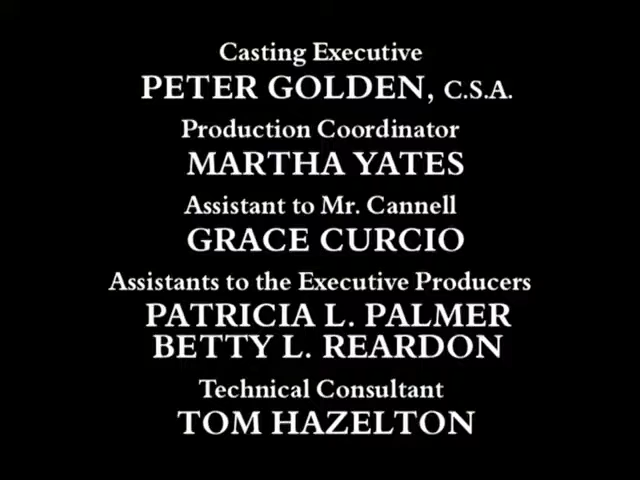 Casting Executive
PETER GOLDEN, C.S.A.
Production Coordinator
MARTHA YATES
Assistant to Mr. Cannell
GRACE CURCIO
Assistants to the Executive Producers
PATRICIA L. PALMER
BETTY L. REARDON
Technical Consultant
TOM HAZELTON